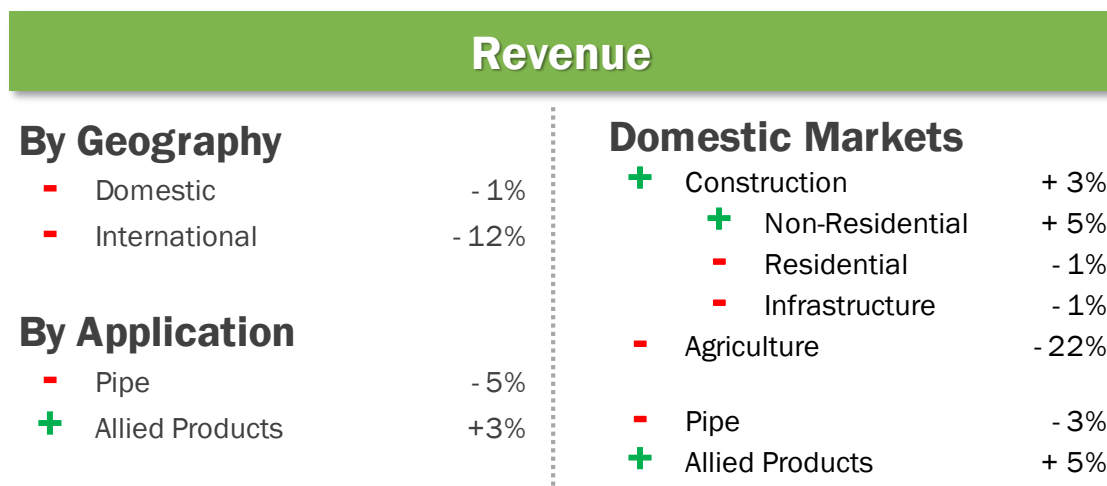 Revenue
By Geography
- Domestic - 1%
- International - 12%
By Application
- Pipe - 5%
+ Allied Products +3%
Domestic Markets
+ Construction + 3%
+ Non-Residential + 5%
- Residential - 1%
- Infrastructure - 1%
- Agriculture - 22%
- Pipe - 3%
+ Allied Products + 5%